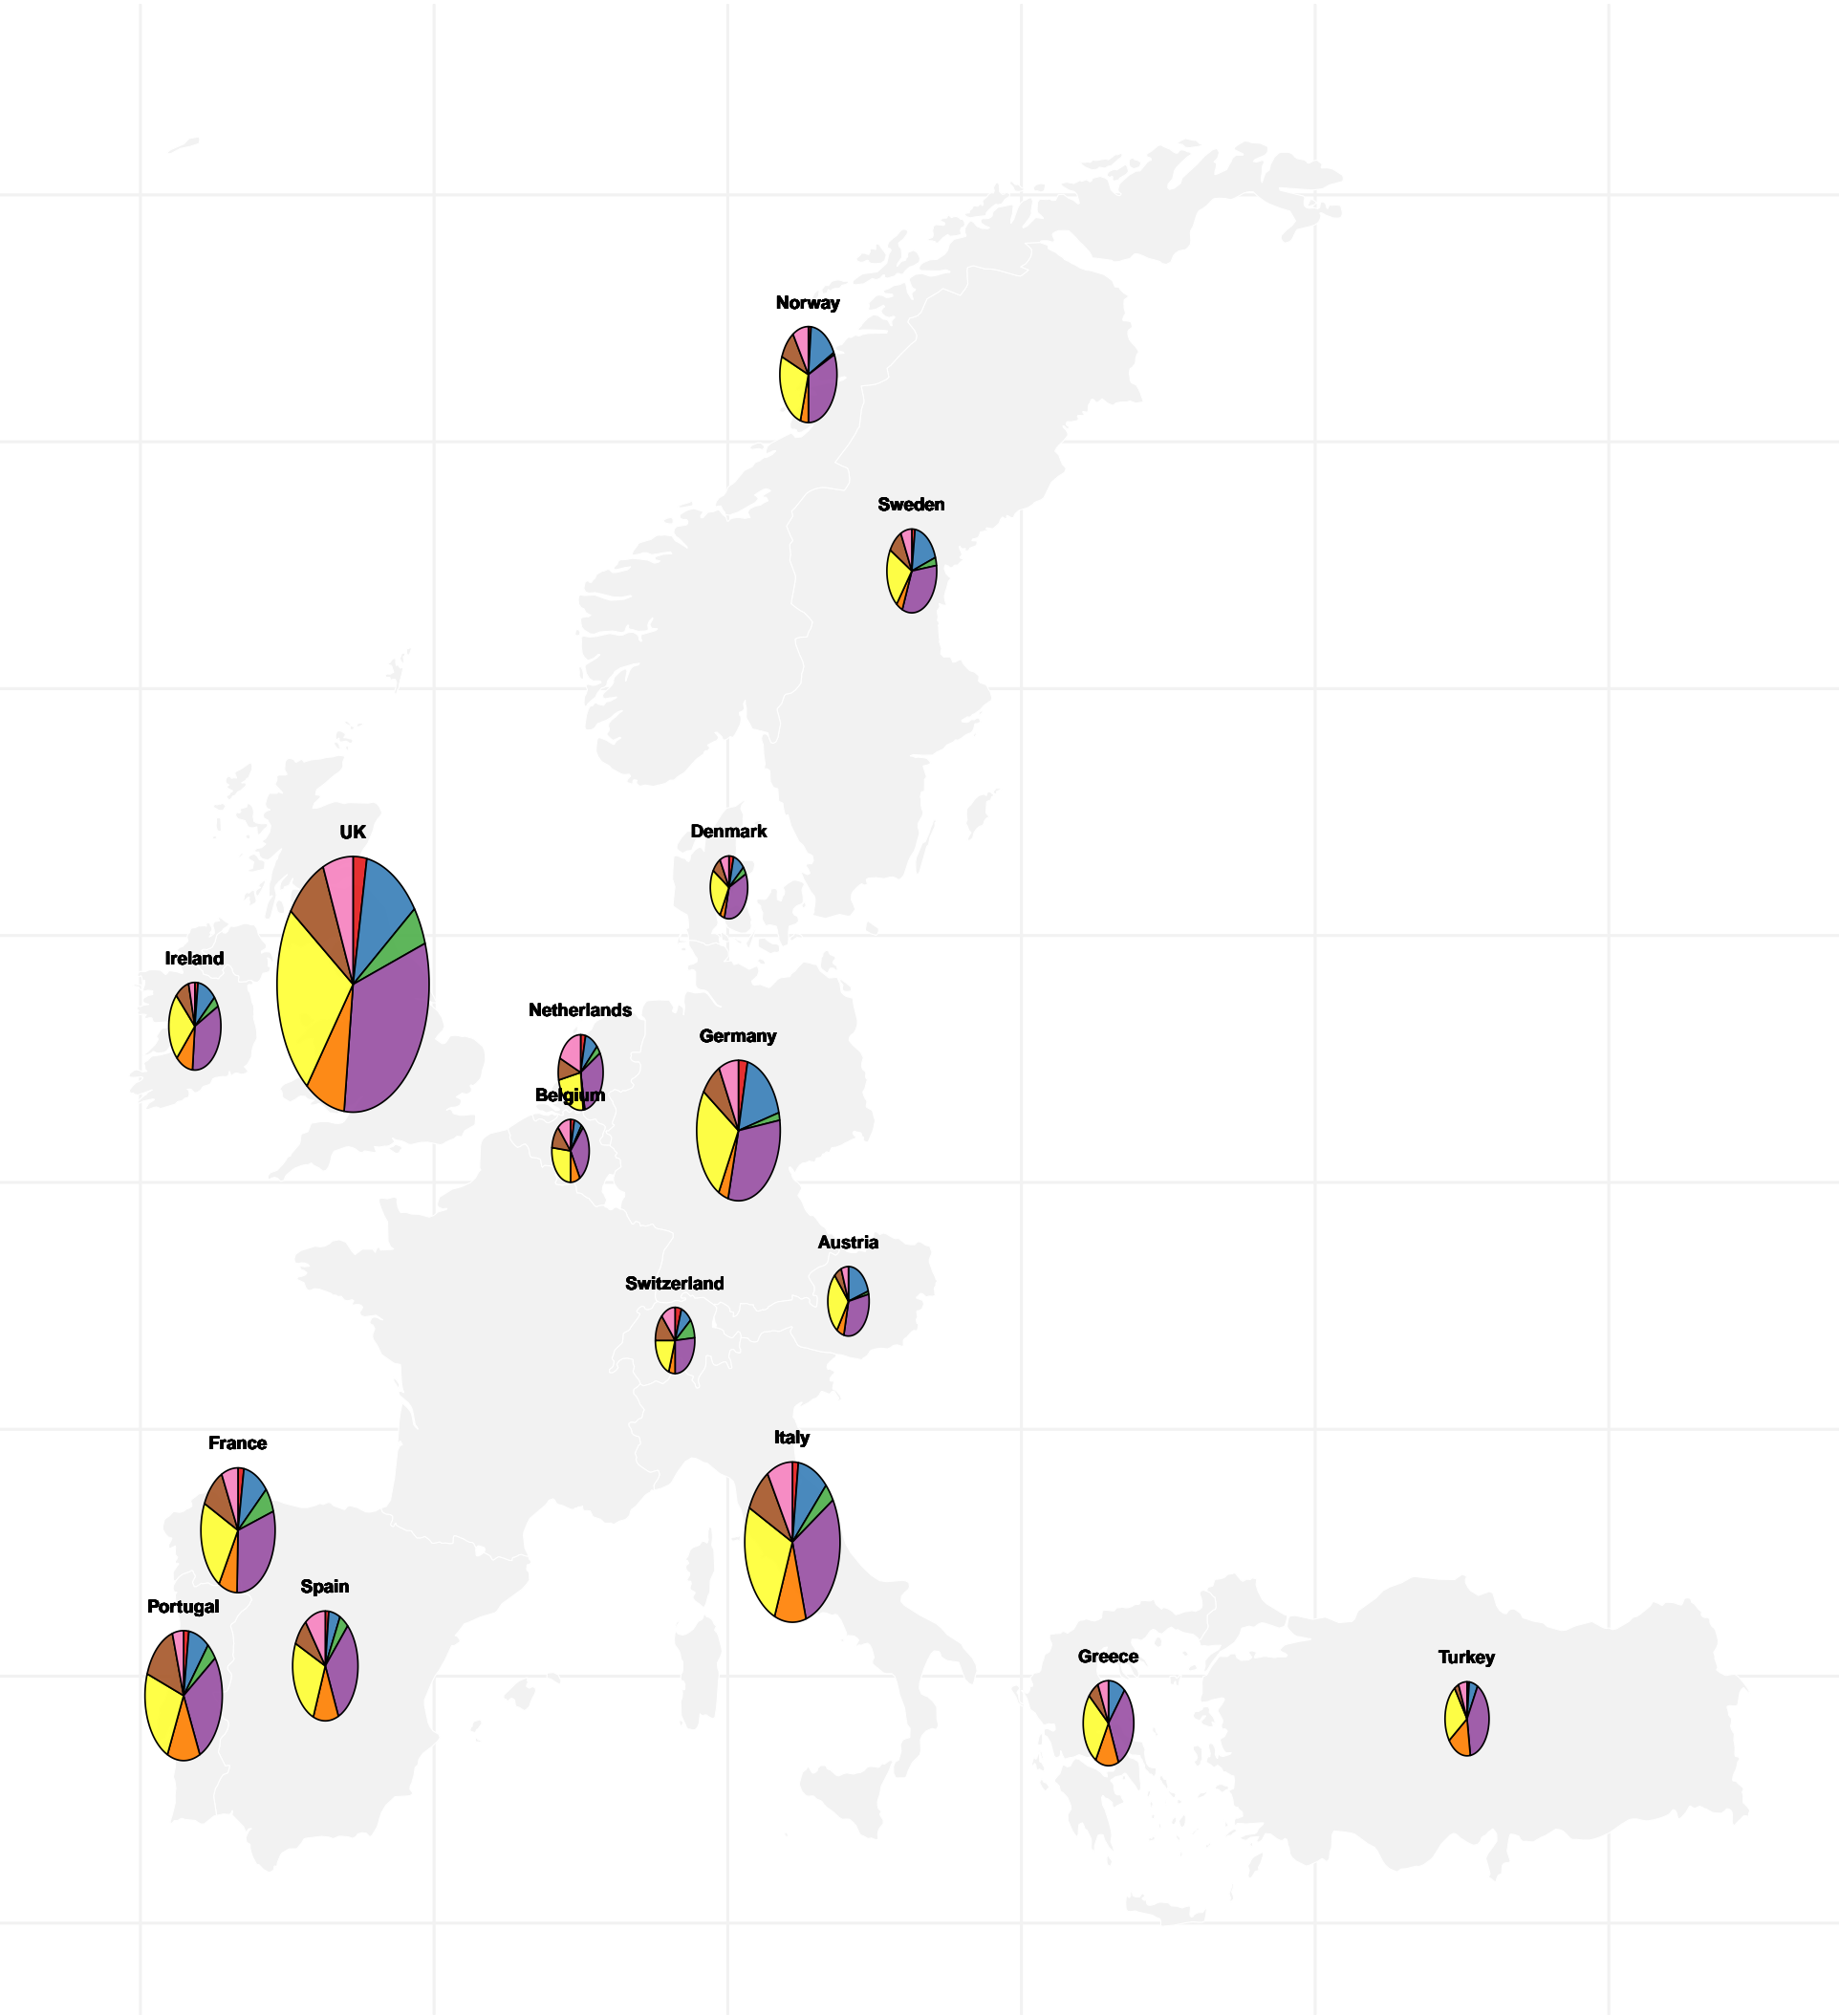 Norway
Sweden
UK
Denmark
Ireland
Netherlands
Germany
Belgium
Austria
Switzerland
France
Italy
Spain
Portugal
Greece
Turkey